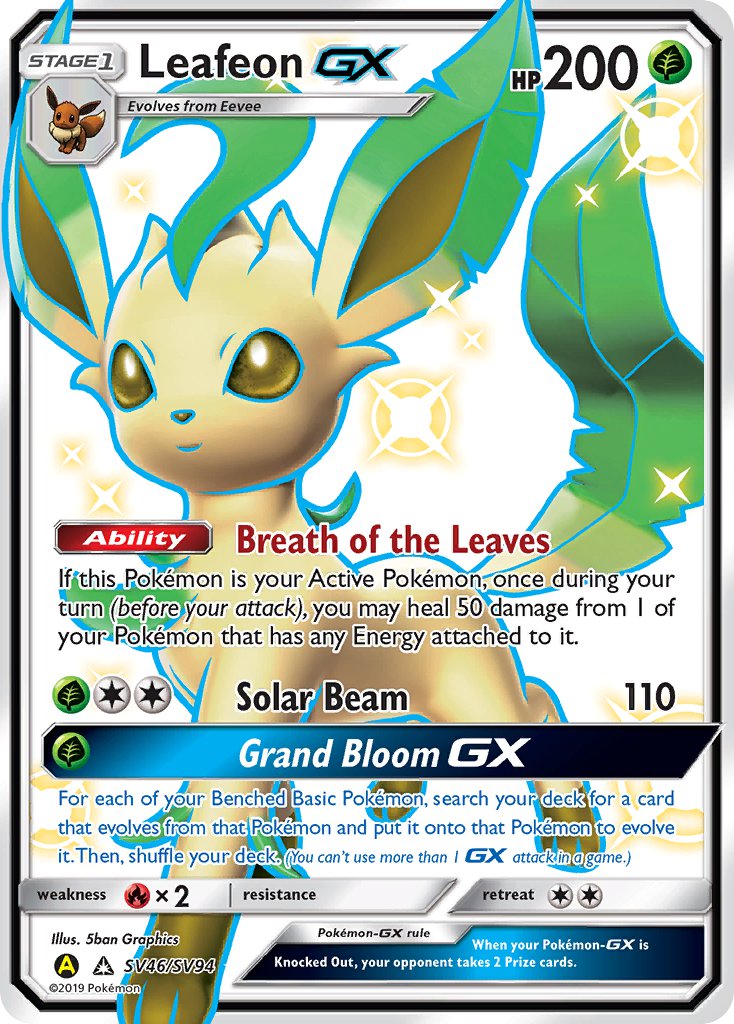 STAGE 1
Leafeon GX
HP 200
Evolves from Eevee
Ability Breath of the Leaves
If this Pokémon is your Active Pokémon, once during your
turn (before your attack), you may heal 50 damage from 1 of
your Pokémon that has any Energy attached to it.
Solar Beam 110
Grand Bloom GX
For each of your Benched Basic Pokémon, search your deck for a card
that evolves from that Pokémon and put it onto that Pokémon to evolve
it. Then, shuffle your deck. (You can't use more than 1 GX attack in a game.)
weakness ×2 resistance retreat
Illus. 5ban Graphics
A SV46/SV94
©2019 Pokémon
Pokémon-GX rule
When your Pokémon-GX is
Knocked Out, your opponent takes 2 Prize cards.